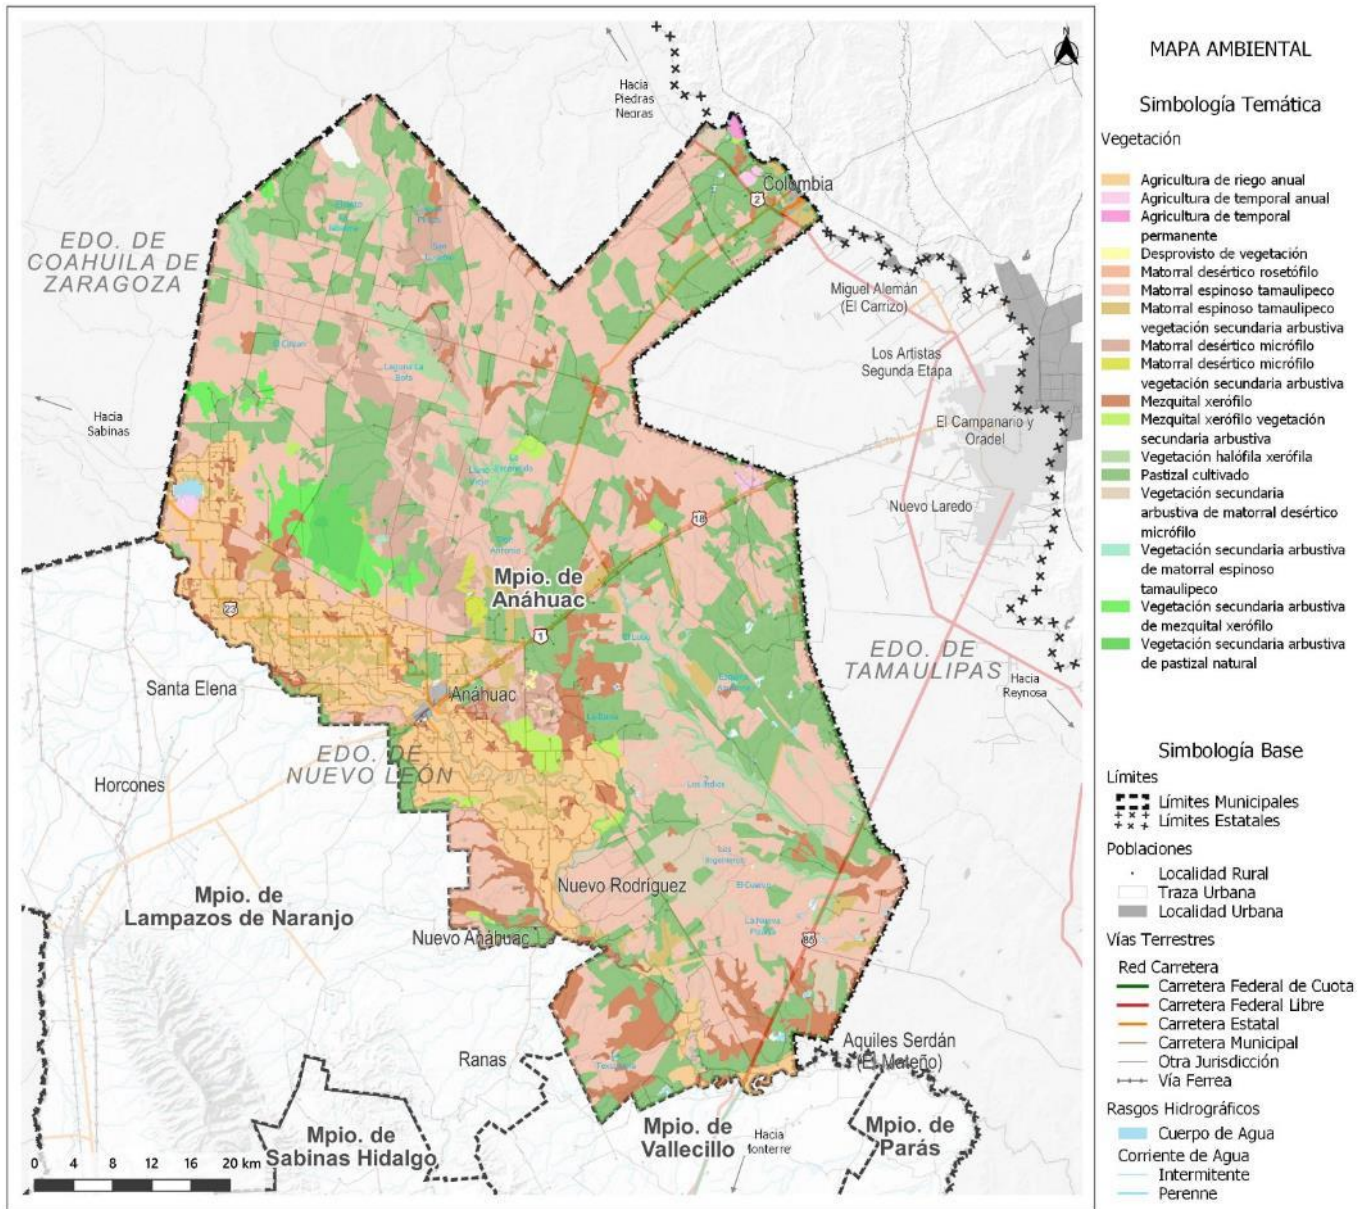 MAPA AMBIENTAL
Simbología Temática
Vegetación
Agricultura de riego anual
Agricultura de temporal anual
Agricultura de temporal
permanente
Desprovisto de vegetación
Matorral desértico rosetófilo
Matorral espinoso tamaulipeco
Matorral espinoso tamaulipeco
vegetación secundaria arbustiva
Matorral desértico micrófilo
Matorral desértico micrófilo
vegetación secundaria arbustiva
Mezquital xerófilo
Mezquital xerófilo vegetación
secundaria arbustiva
Vegetación halófila xerófila
Pastizal cultivado
Vegetación secundaria
arbustiva de matorral desértico
micrófilo
Vegetación secundaria arbustiva
de matorral espinoso
tamaulipeco
Vegetación secundaria arbustiva
de mezquital xerófilo
Vegetación secundaria arbustiva
de pastizal natural
Simbología Base
Límites
Límites Municipales
Límites Estatales
Poblaciones
Localidad Rural
Traza Urbana
Localidad Urbana
Vías Terrestres
Red Carretera
Carretera Federal de Cuota
Carretera Federal Libre
Carretera Estatal
Carretera Municipal
Otra Jurisdicción
Vía Ferrea
Rasgos Hidrográficos
Cuerpo de Agua
Corriente de Agua
Intermitente
Perenne
N
Hacia
Piedras
Negras
Colombia
2
EDO. DE
COAHUILA DE
ZARAGOZA
Miguel Alemán
(El Carrizo)
Los Artistas
Segunda Etapa
Laguna La
Bota
Hacia
Sabinas
El Campanario y
Oradel
Nuevo Laredo
18
San
Antonio
Mpio. de
Anáhuac
23
1
EDO. DE
TAMAULIPAS
Hacia
Reynosa
Santa Elena
Anáhuac
EDO. DE
NUEVO LEÓN
Horcones
Los Indios
Nuevo Rodríguez
Mpio. de
Lampazos de Naranjo
Nuevo Anáhuac
85
Ranas
Aquiles Serdán
(El Mateño)
Mpio. de
Sabinas Hidalgo
Mpio. de
Vallecillo
Hacia
Mpio. de
Parás
0 4 8 12 16 20 km